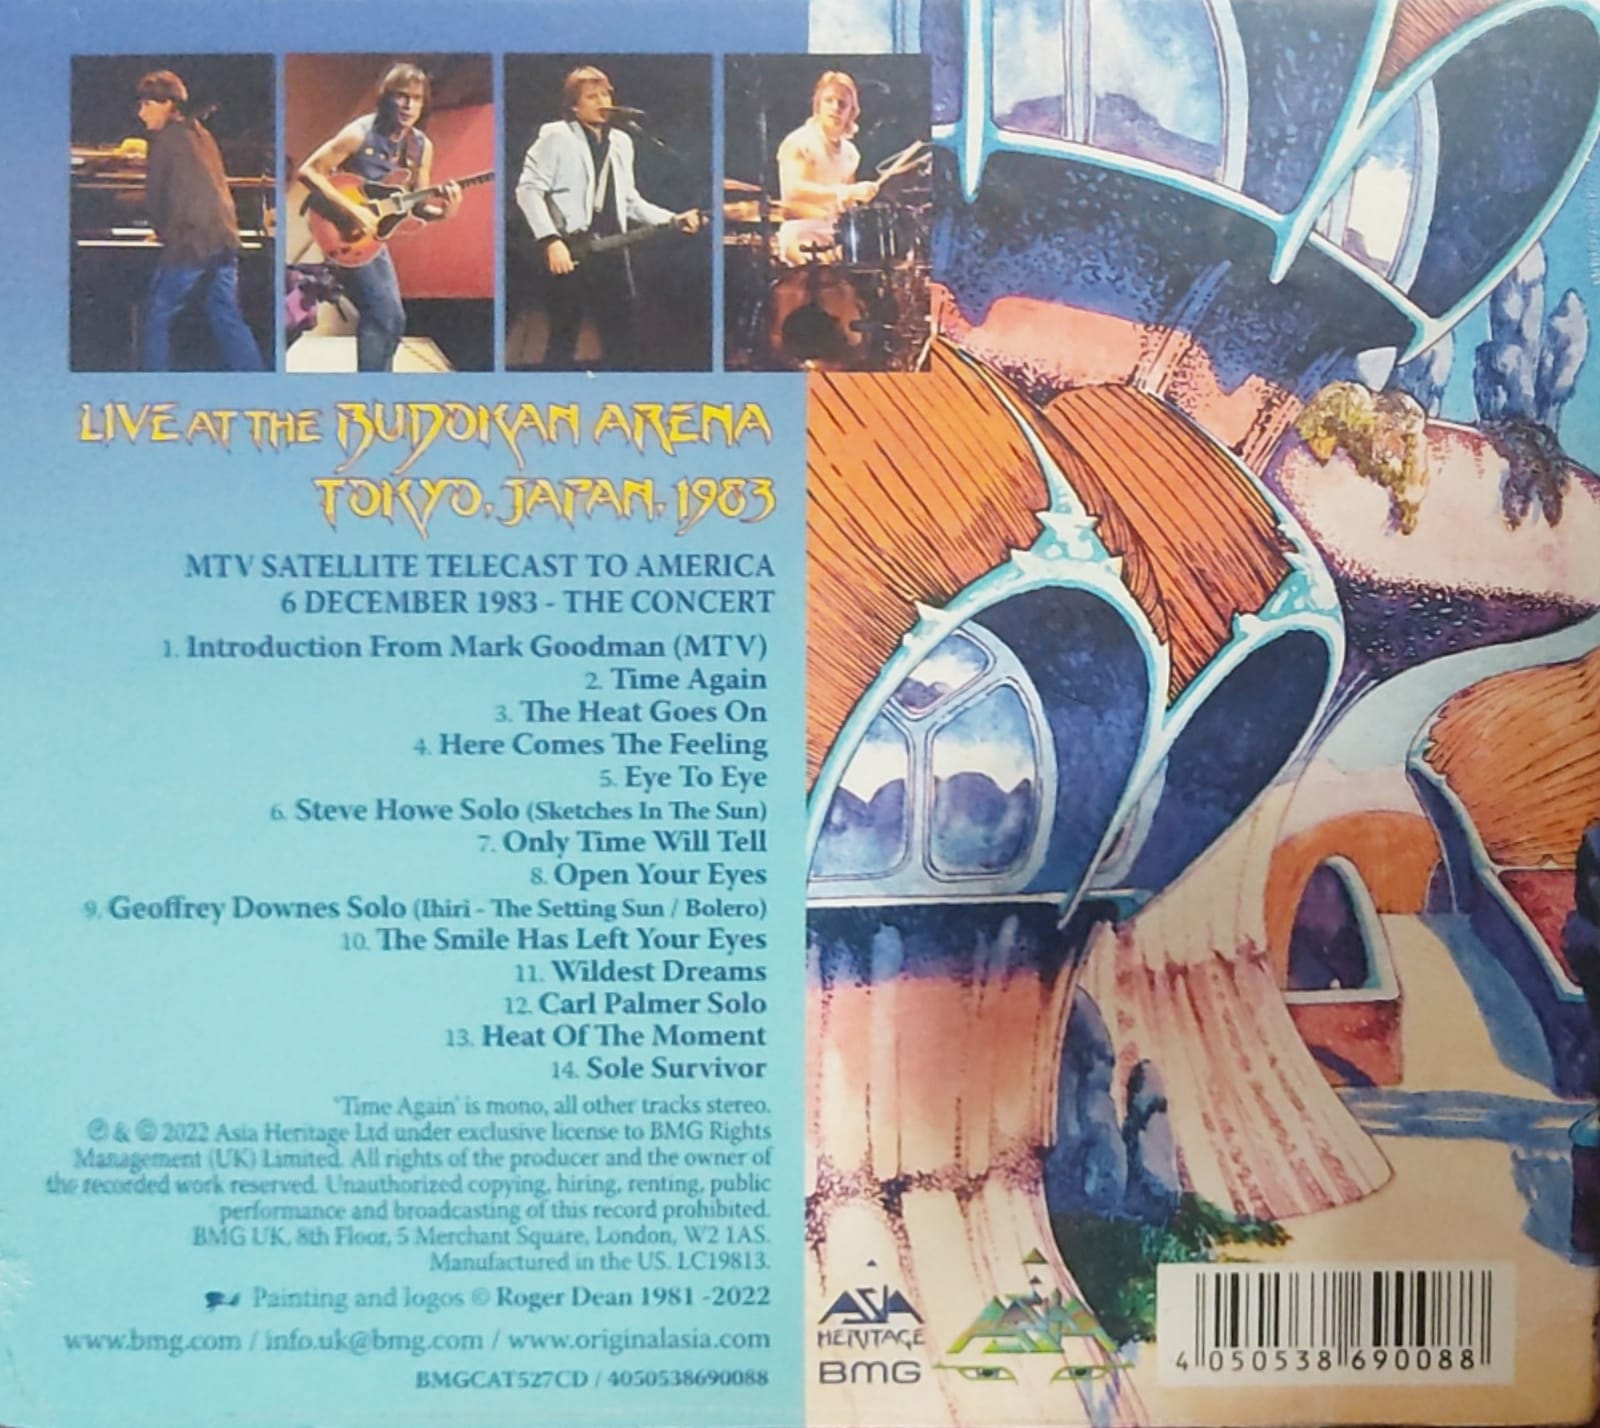 LIVE AT THE BUDOKAN ARENA
TOKYO, JAPAN, 1983
MTV SATELLITE TELECAST TO AMERICA
6 DECEMBER 1983 - THE CONCERT
1. Introduction From Mark Goodman (MTV)
2. Time Again
3. The Heat Goes On
4. Here Comes The Feeling
5. Eye To Eye
6. Steve Howe Solo (Sketches In The Sun)
7. Only Time Will Tell
8. Open Your Eyes
9. Geoffrey Downes Solo (Ihiri - The Setting Sun / Bolero)
10. The Smile Has Left Your Eyes
11. Wildest Dreams
12. Carl Palmer Solo
13. Heat Of The Moment
14. Sole Survivor
'Time Again' is mono, all other tracks stereo.
℗ & © 2022 Asia Heritage Ltd under exclusive license to BMG Rights
Management (UK) Limited. All rights of the producer and the owner of
the recorded work reserved. Unauthorized copying, hiring, renting, public
performance and broadcasting of this record prohibited.
BMG UK, 8th Floor, 5 Merchant Square, London, W2 1AS.
Manufactured in the US. LC19813.
Painting and logos © Roger Dean 1981 -2022
www.bmg.com / info.uk@bmg.com / www.originalasia.com
BMGCAT527CD / 4050538690088
ASIA
HERITAGE
BMG
ASIA
4 050538 690088